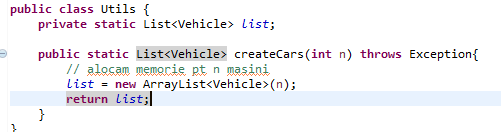 public class Utils {
private static List<Vehicle> list;
public static List<Vehicle> createCars(int n) throws Exception{
// alocam memorie pt n masini
list = new ArrayList<Vehicle>(n);
return list;
}
}